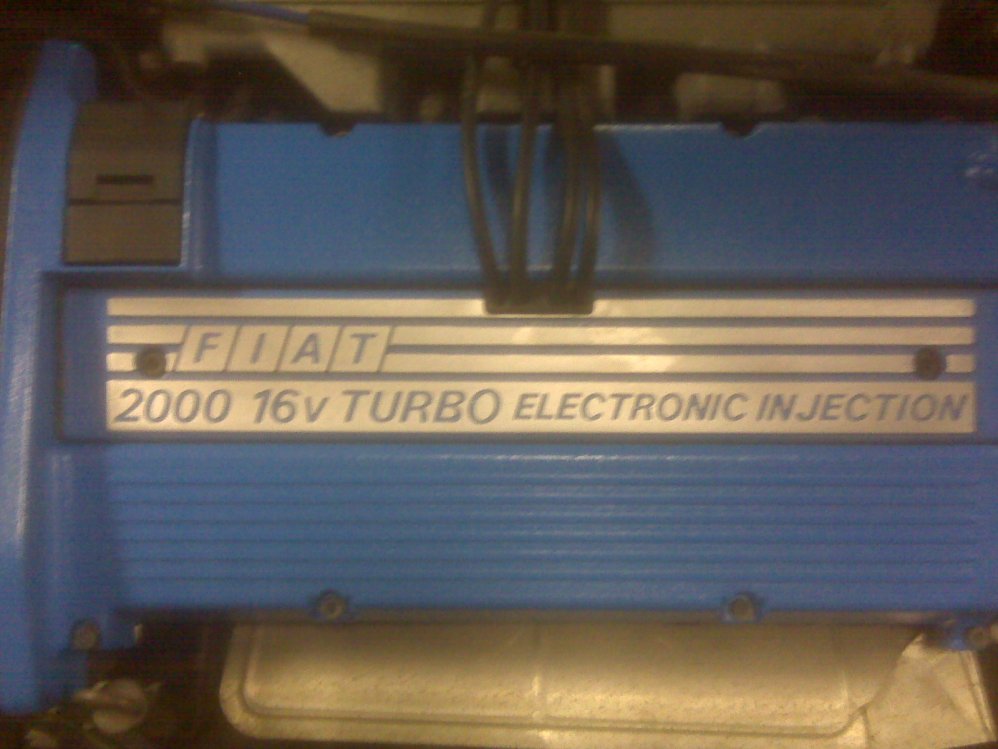 FIAT
2000 16v TURBO ELECTRONIC INJECTION